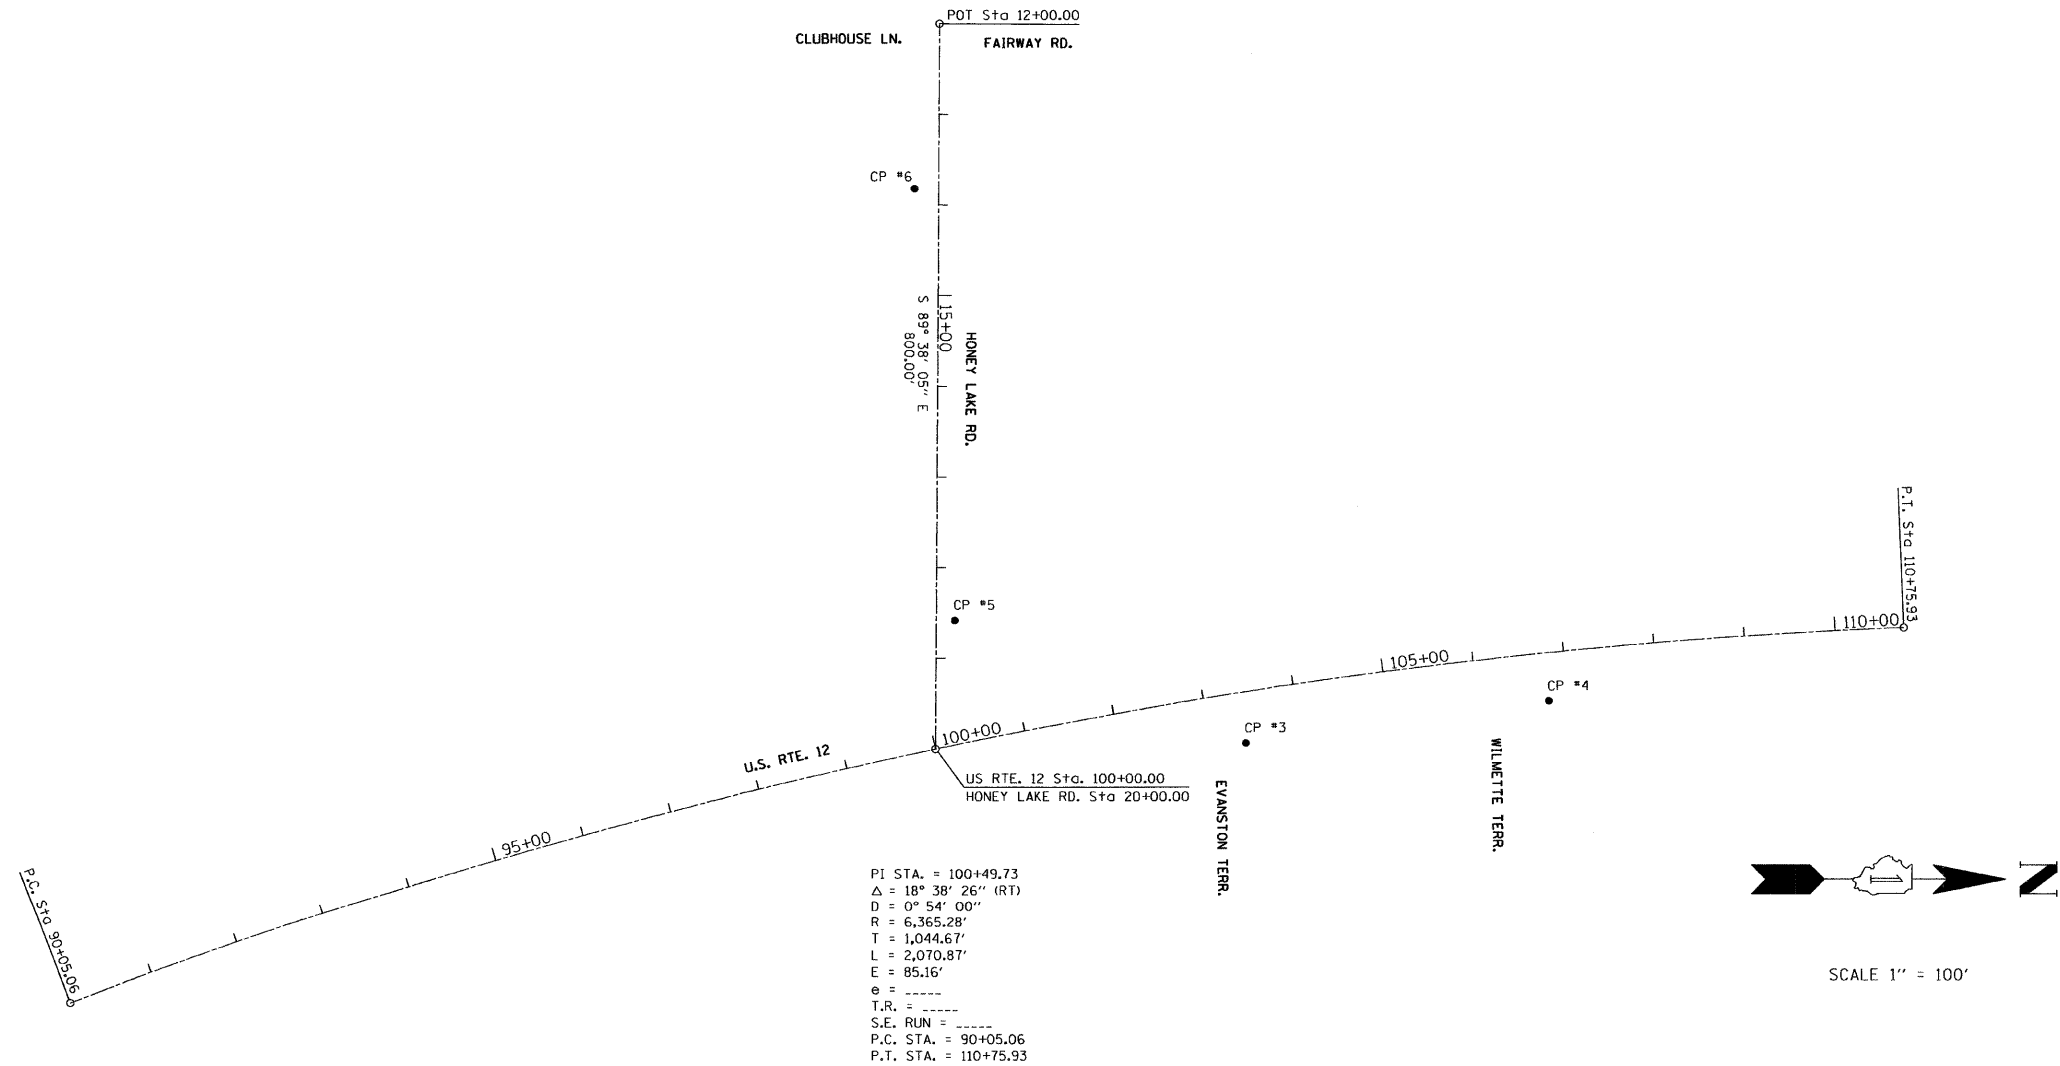 POT Sta 12+00.00
CLUBHOUSE LN.
FAIRWAY RD.
CP #6
15+00
S 89° 38' 05" E
800.00'
HONEY LAKE RD.
CP #5
P.T. Sta 110+75.93
110+00
105+00
CP #4
CP #3
100+00
U.S. RTE. 12
US RTE. 12 Sta. 100+00.00
HONEY LAKE RD. Sta 20+00.00
EVANSTON TERR.
WILMETTE TERR.
95+00
P.C. Sta 90+05.06
PI STA. = 100+49.73
Δ = 18° 38' 26" (RT)
D = 0° 54' 00"
R = 6,365.28'
T = 1,044.67'
L = 2,070.87'
E = 85.16'
e = _____
T.R. = _____
S.E. RUN = _____
P.C. STA. = 90+05.06
P.T. STA. = 110+75.93
N
SCALE 1" = 100'